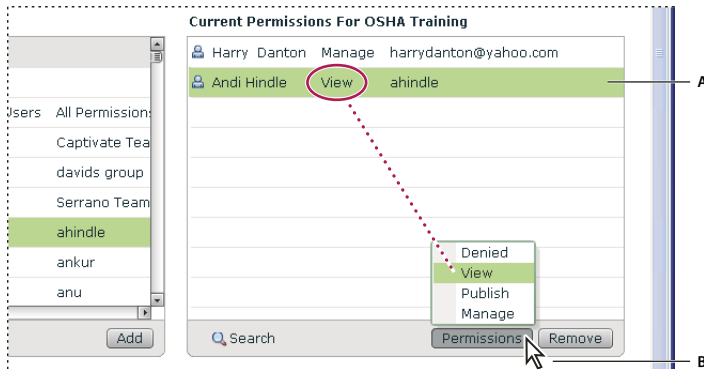 Current Permissions For OSHA Training
Harry Danton Manage harrydanton@yahoo.com
Andi Hindle View ahindle
A
Users All Permissions
Captivate Tea
davids group
Serrano Team
ahindle
ankur
anu
Add
Denied
View
Publish
Manage
Search
Permissions
Remove
B